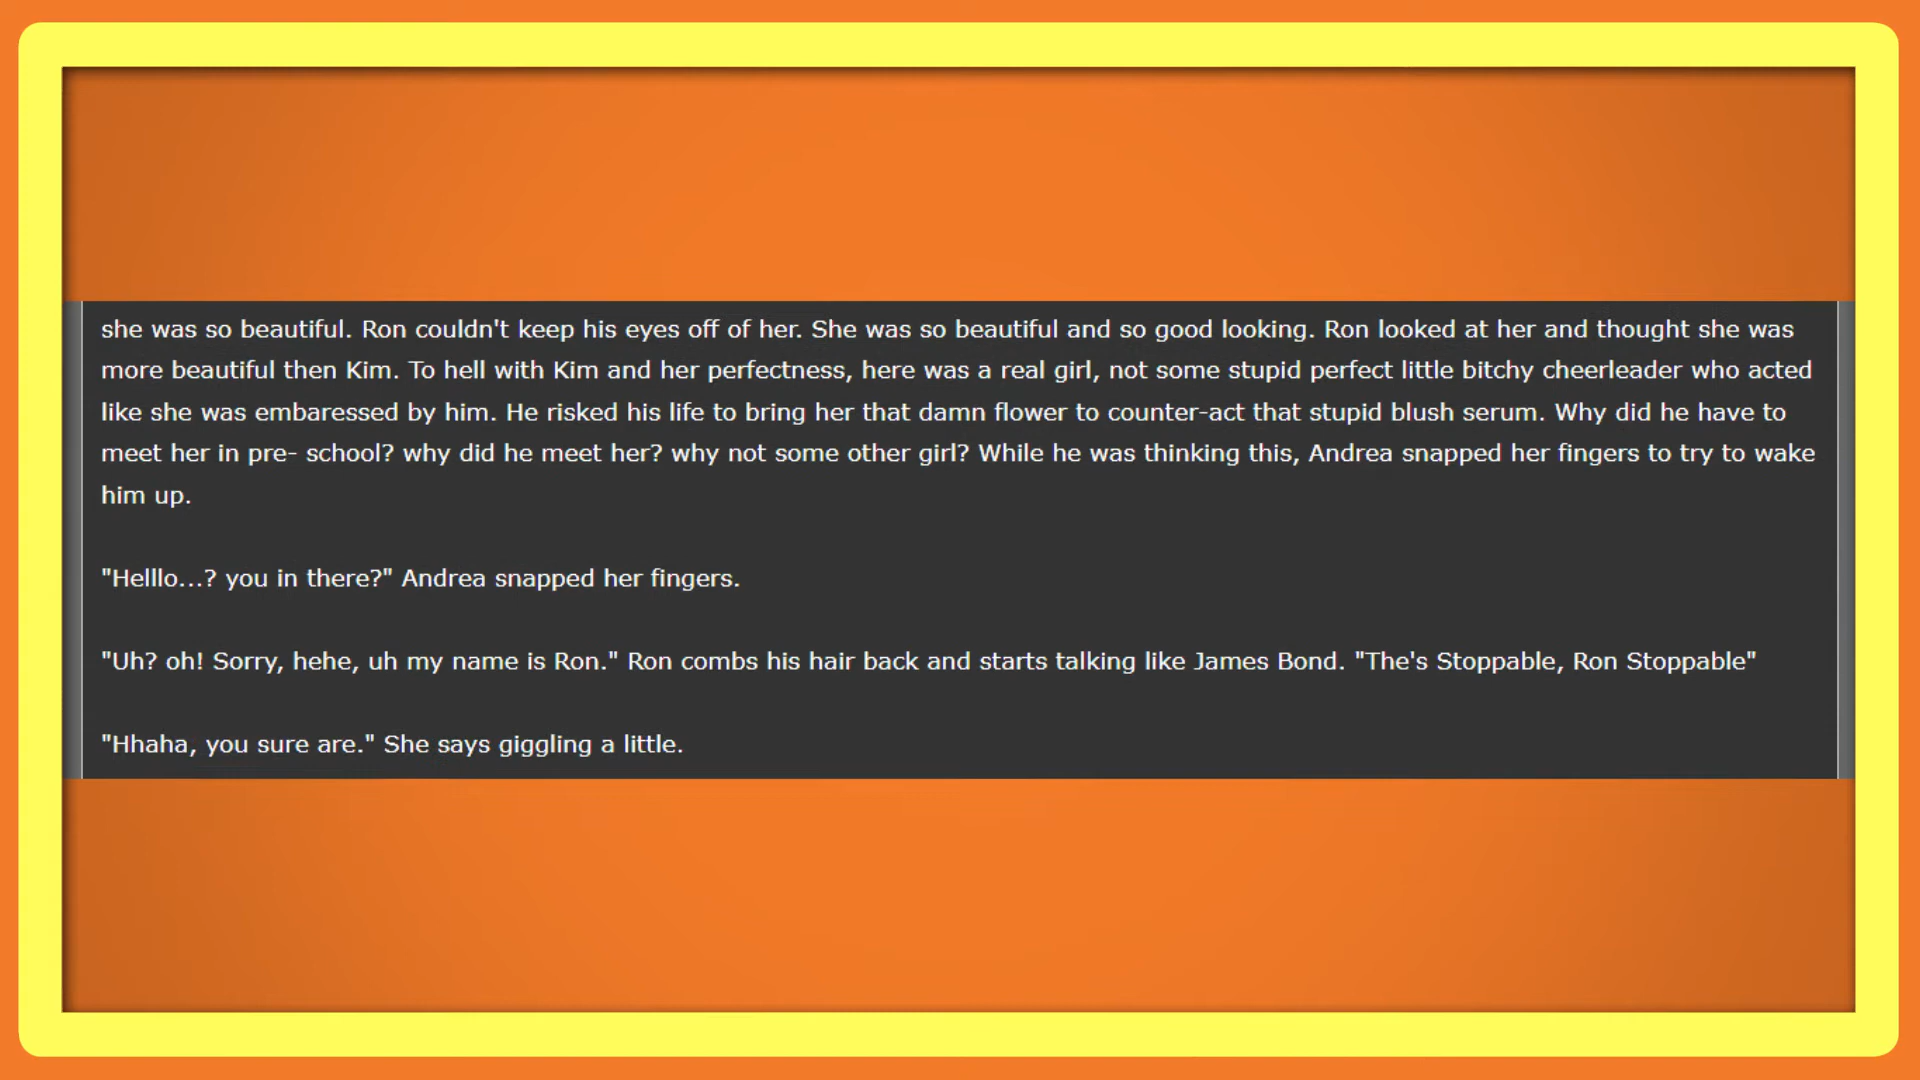 she was so beautiful. Ron couldn't keep his eyes off of her. She was so beautiful and so good looking. Ron looked at her and thought she was
more beautiful then Kim. To hell with Kim and her perfectness, here was a real girl, not some stupid perfect little bitchy cheerleader who acted
like she was embaressed by him. He risked his life to bring her that damn flower to counter-act that stupid blush serum. Why did he have to
meet her in pre- school? why did he meet her? why not some other girl? While he was thinking this, Andrea snapped her fingers to try to wake
him up.
"Helllo...? you in there?" Andrea snapped her fingers.
"Uh? oh! Sorry, hehe, uh my name is Ron." Ron combs his hair back and starts talking like James Bond. "The's Stoppable, Ron Stoppable"
"Hhaha, you sure are." She says giggling a little.